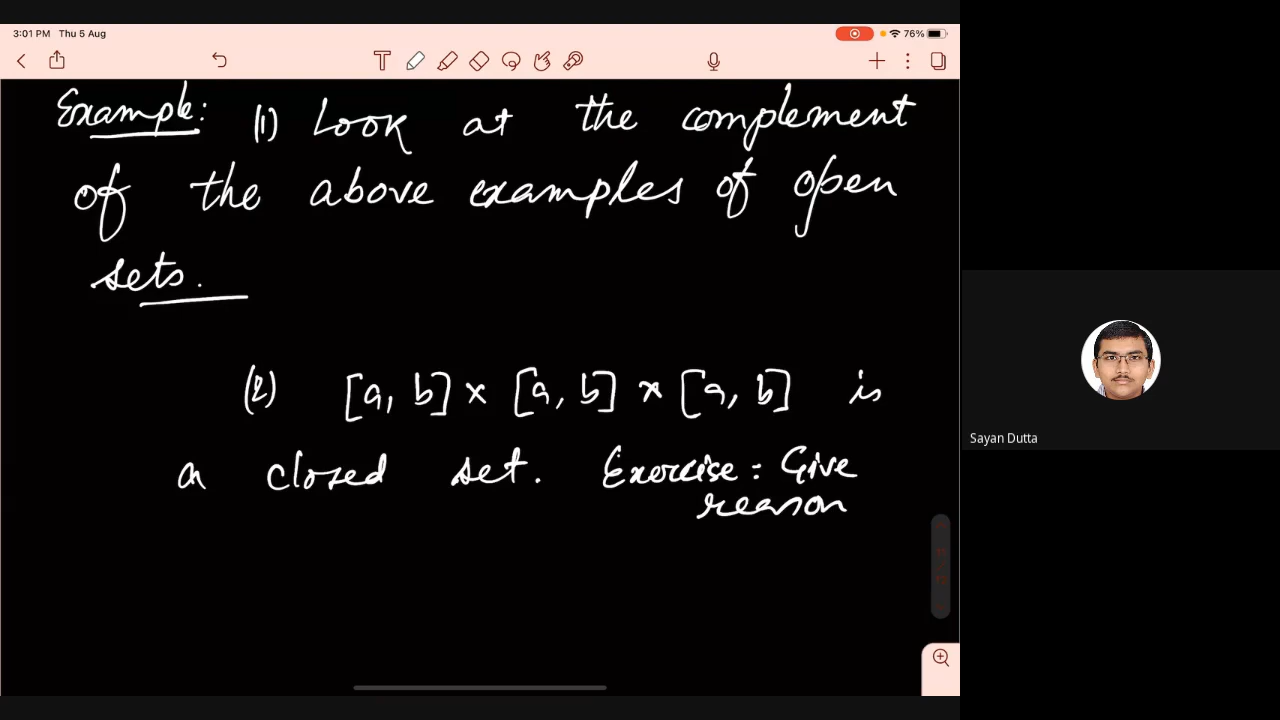 3:01 PM Thu 5 Aug
76%
Example: (1) Look at the complement
of the above examples of open
sets.
(2) [a, b] × [a, b] × [a, b] is
a closed set. Exercise: Give
reason
Sayan Dutta